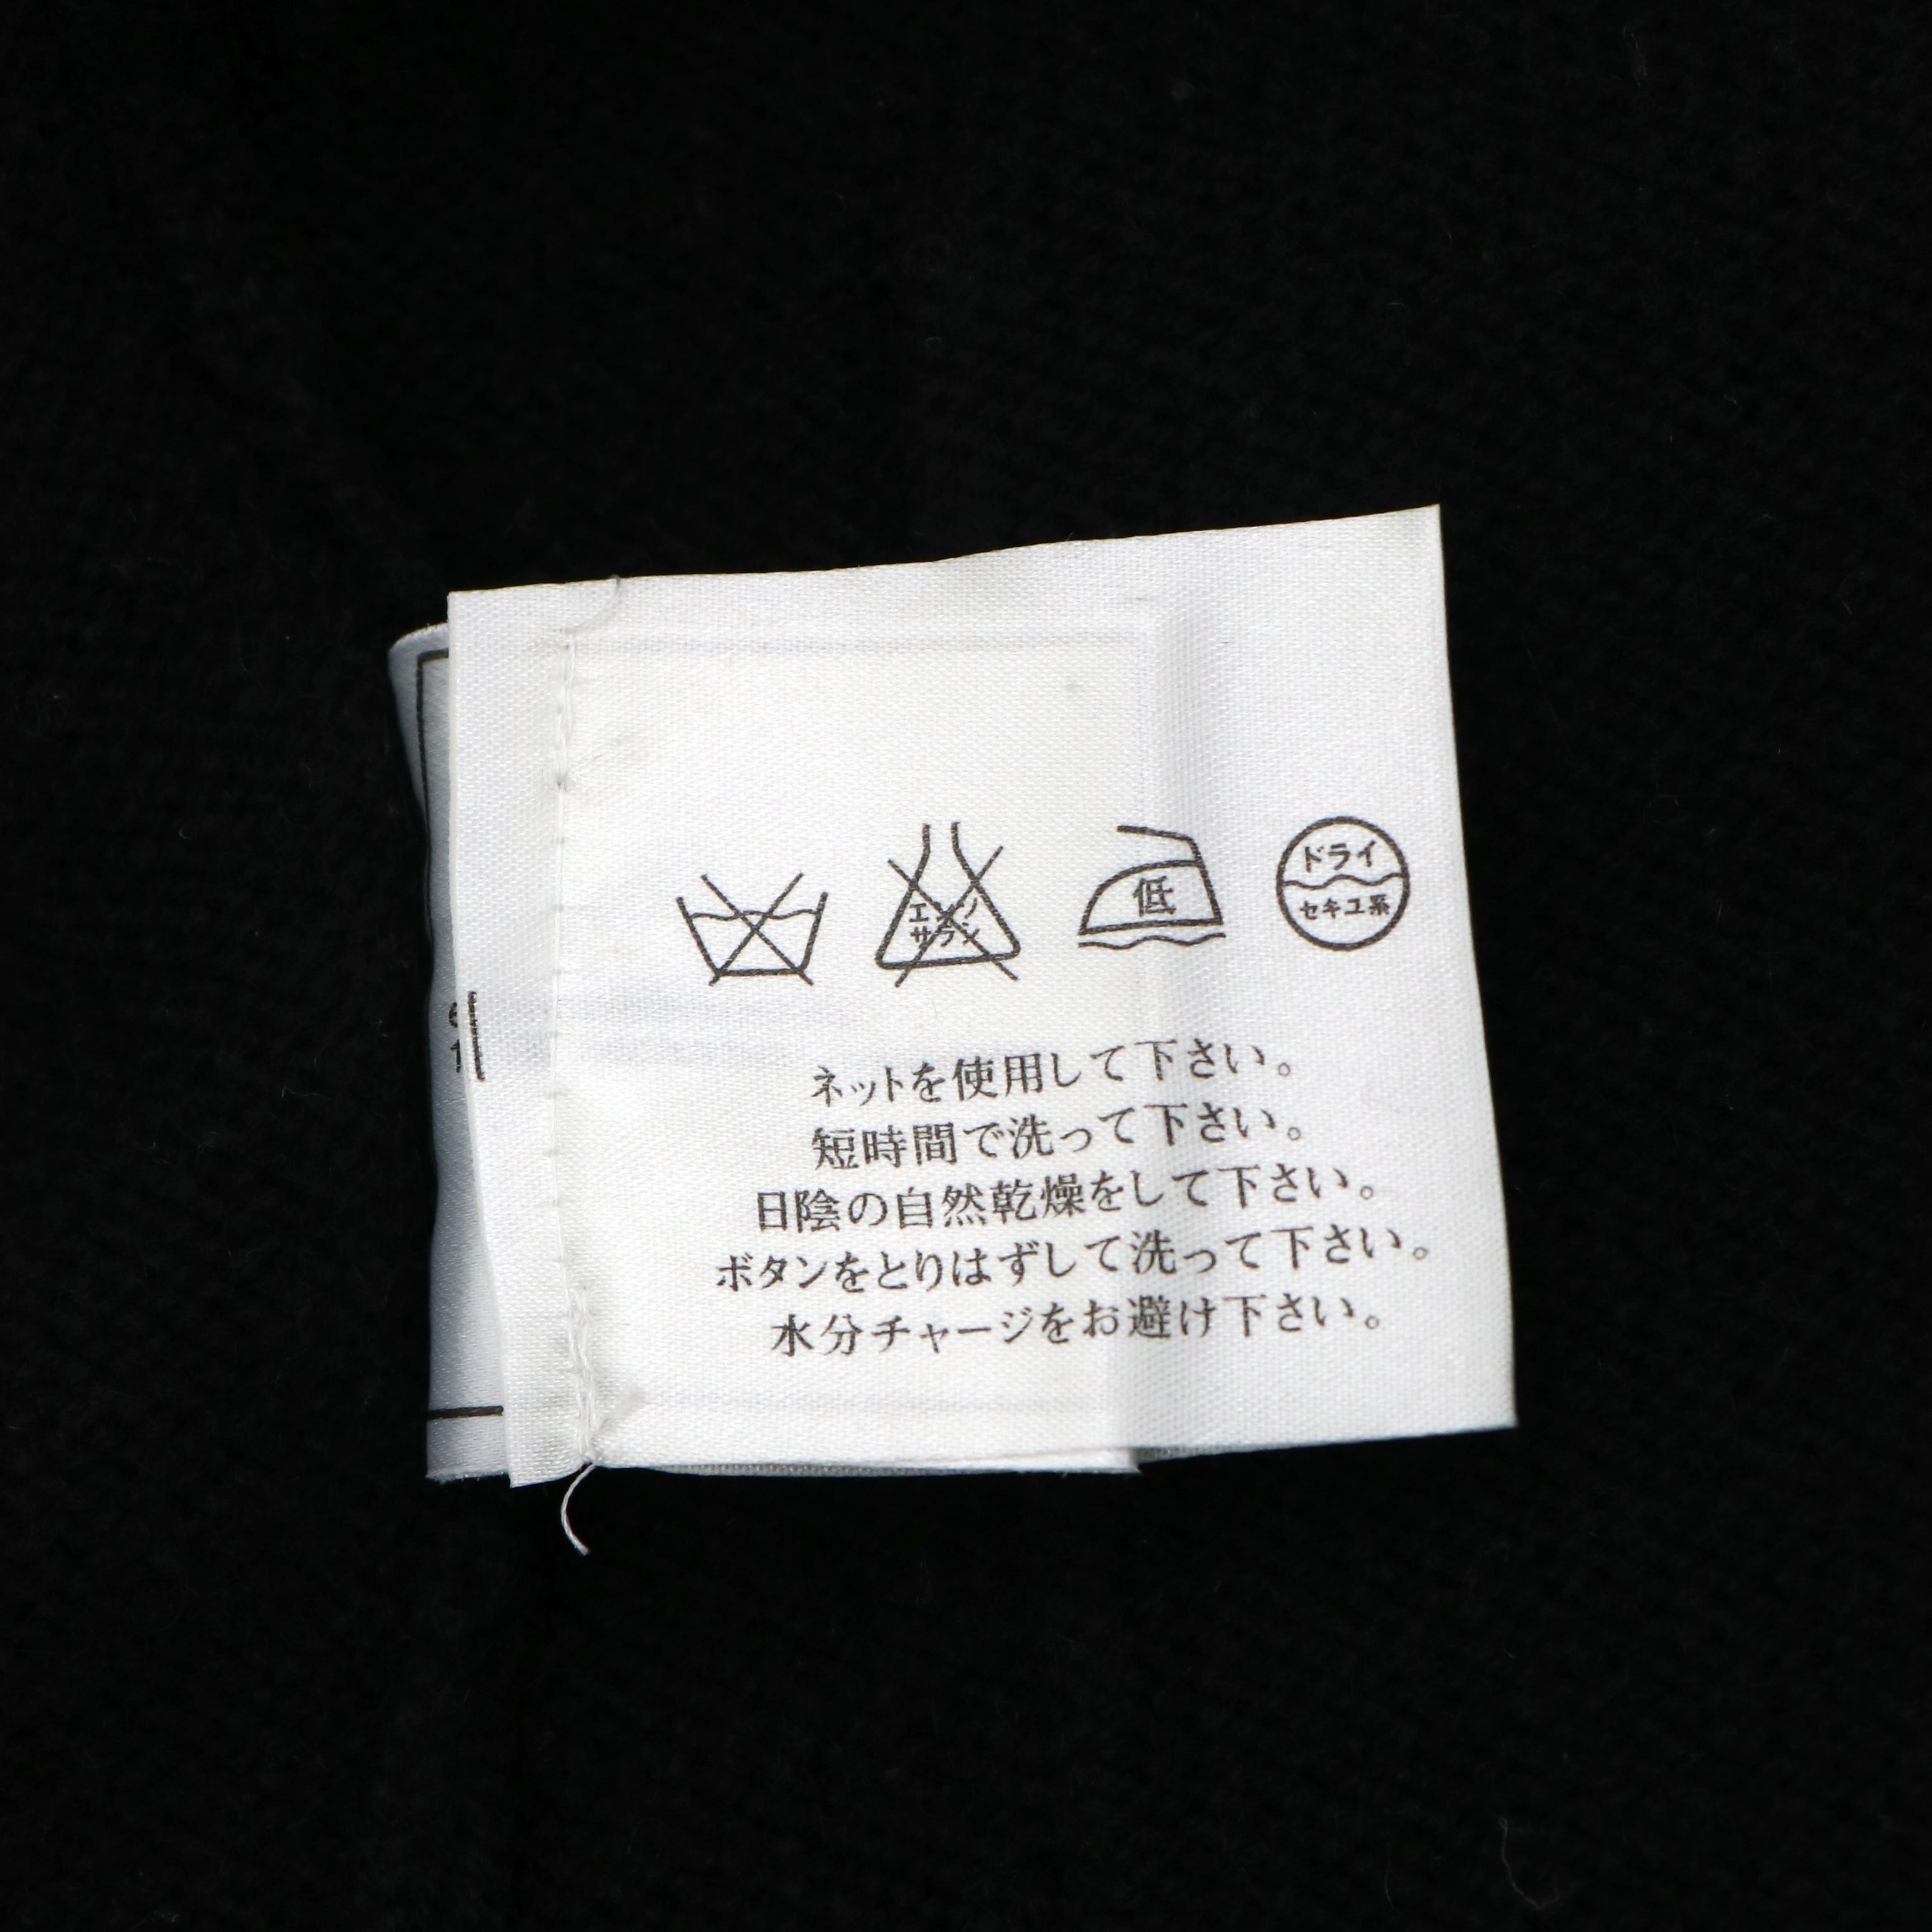 エンソ
サラシ
低
ドライ
セキユ系
ネットを使用して下さい。
短時間で洗って下さい。
日陰の自然乾燥をして下さい。
ボタンをとりはずして洗って下さい。
水分チャージをお避け下さい。